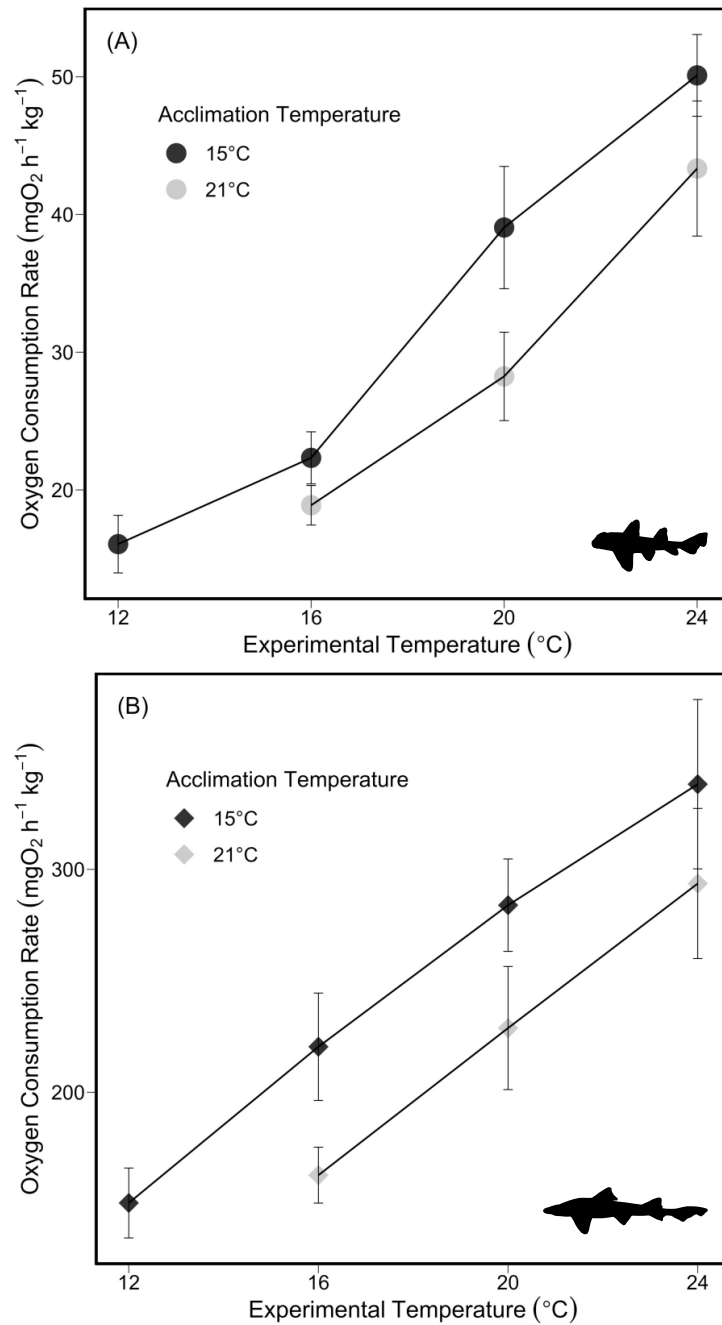 (A)
Acclimation Temperature
15°C
21°C
Oxygen Consumption Rate (mgO₂ h⁻¹ kg⁻¹)
50
40
30
20
12 16 20 24
Experimental Temperature (°C)
(B)
Acclimation Temperature
15°C
21°C
Oxygen Consumption Rate (mgO₂ h⁻¹ kg⁻¹)
300
200
12 16 20 24
Experimental Temperature (°C)